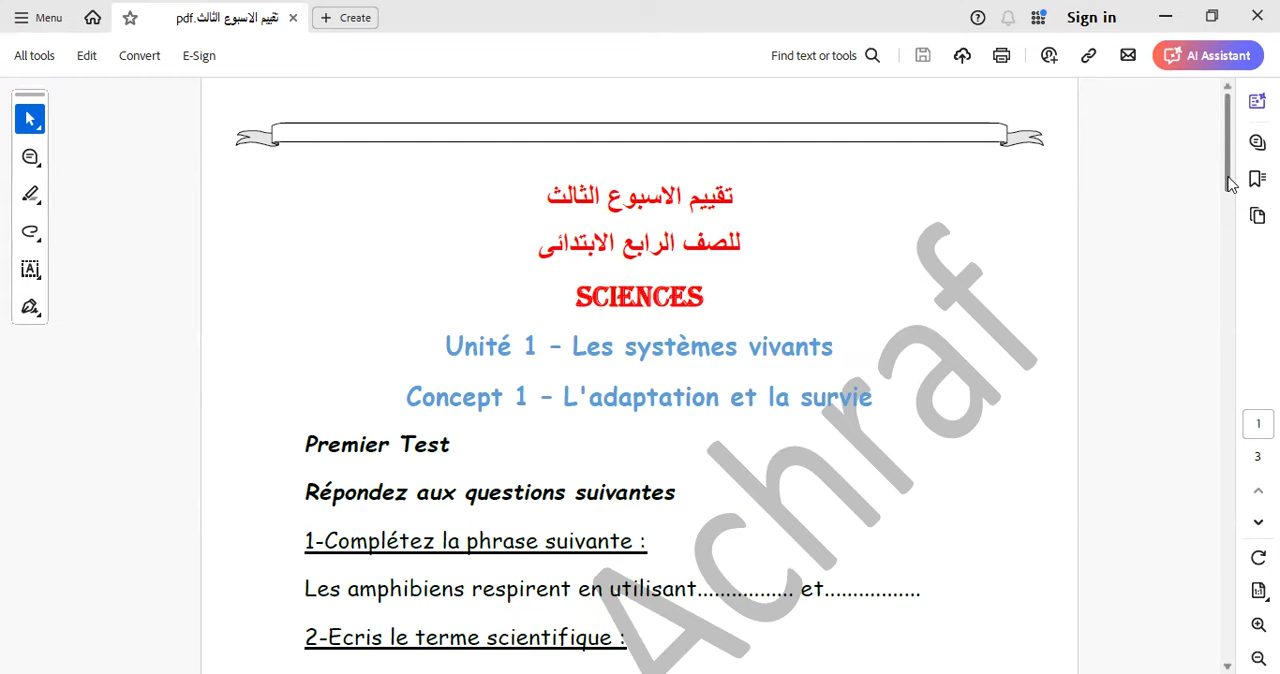 Menu
تقييم الاسبوع الثالث.pdf
Create
Sign in
All tools
Edit
Convert
E-Sign
Find text or tools
AI Assistant
تقييم الاسبوع الثالث
للصف الرابع الابتدائى
SCIENCES
Unité 1 – Les systèmes vivants
Concept 1 – L'adaptation et la survie
Premier Test
Répondez aux questions suivantes
1-Complétez la phrase suivante :
Les amphibiens respirent en utilisant................. et.................
2-Ecris le terme scientifique :
Achraf
1
3